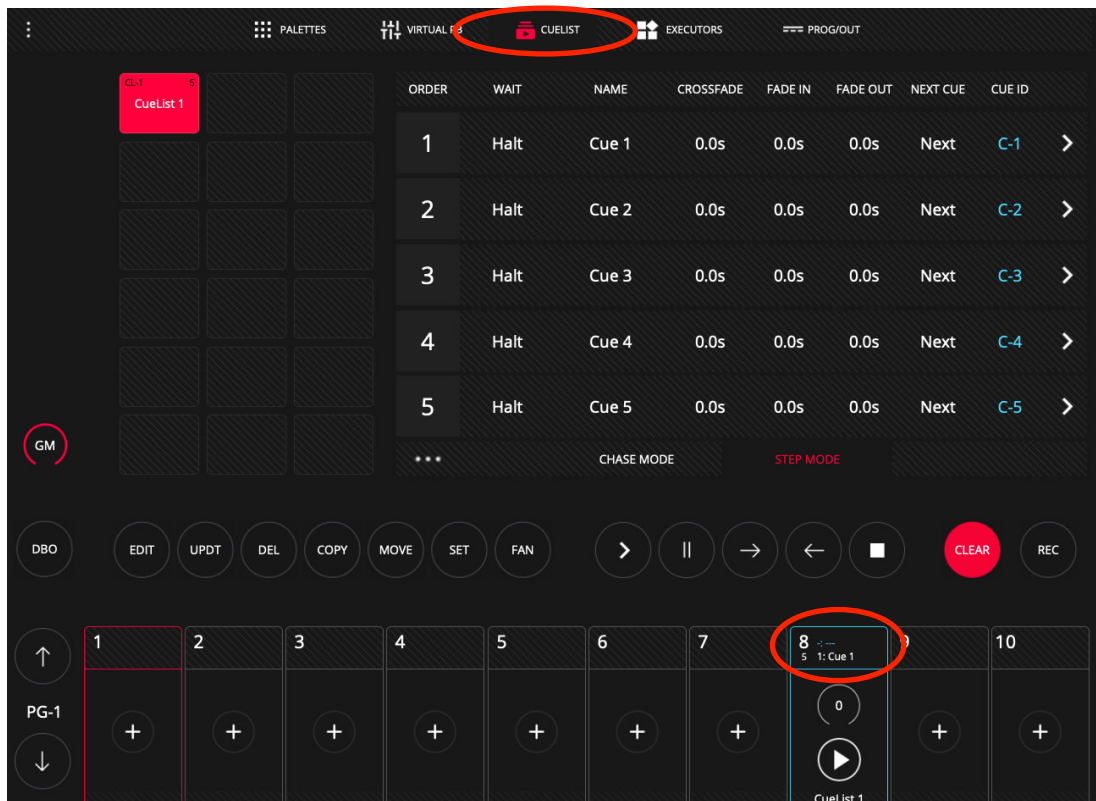 PALETTES VIRTUAL PB CUELIST EXECUTORS PROG/OUT
CL-1 5
CueList 1
ORDER WAIT NAME CROSSFADE FADE IN FADE OUT NEXT CUE CUE ID
1 Halt Cue 1 0.0s 0.0s 0.0s Next C-1
2 Halt Cue 2 0.0s 0.0s 0.0s Next C-2
3 Halt Cue 3 0.0s 0.0s 0.0s Next C-3
4 Halt Cue 4 0.0s 0.0s 0.0s Next C-4
5 Halt Cue 5 0.0s 0.0s 0.0s Next C-5
GM
CHASE MODE STEP MODE
DBO EDIT UPDT DEL COPY MOVE SET FAN CLEAR REC
1 2 3 4 5 6 7 8 -: --- 9 10
5 1: Cue 1
PG-1
0
CueList 1